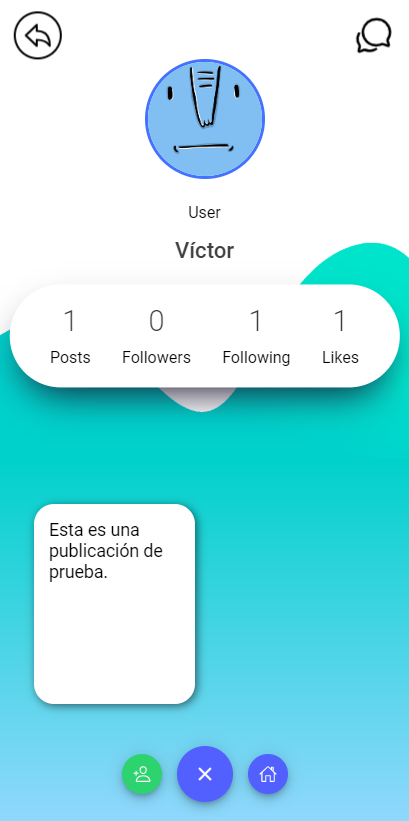 User
Víctor
1 0 1 1
Posts Followers Following Likes
Esta es una
publicación de
prueba.